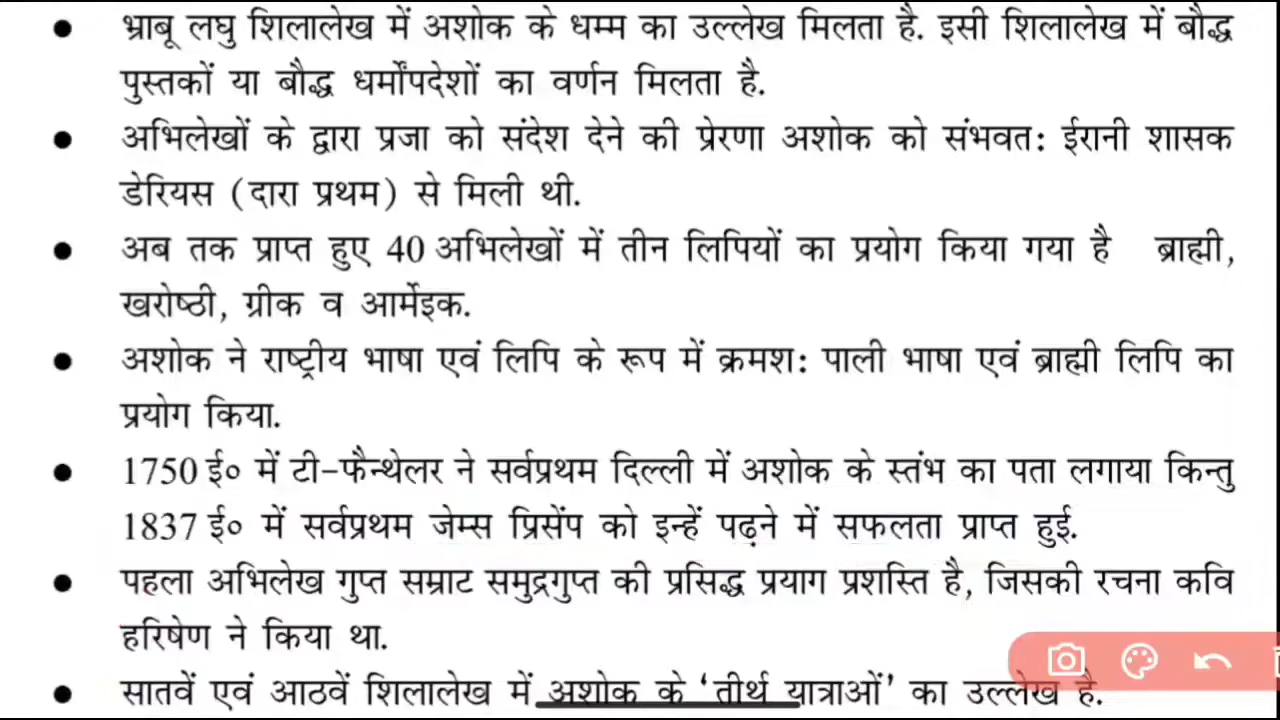 ● भ्राबू लघु शिलालेख में अशोक के धम्म का उल्लेख मिलता है. इसी शिलालेख में बौद्ध
पुस्तकों या बौद्ध धर्मोंपदेशों का वर्णन मिलता है.
● अभिलेखों के द्वारा प्रजा को संदेश देने की प्रेरणा अशोक को संभवत: ईरानी शासक
डेरियस (दारा प्रथम) से मिली थी.
● अब तक प्राप्त हुए 40 अभिलेखों में तीन लिपियों का प्रयोग किया गया है ब्राह्मी,
खरोष्ठी, ग्रीक व आर्मेइक.
● अशोक ने राष्ट्रीय भाषा एवं लिपि के रूप में क्रमश: पाली भाषा एवं ब्राह्मी लिपि का
प्रयोग किया.
● 1750 ई० में टी-फैन्थेलर ने सर्वप्रथम दिल्ली में अशोक के स्तंभ का पता लगाया किन्तु
1837 ई० में सर्वप्रथम जेम्स प्रिसेंप को इन्हें पढ़ने में सफलता प्राप्त हुई.
● पहला अभिलेख गुप्त सम्राट समुद्रगुप्त की प्रसिद्ध प्रयाग प्रशस्ति है, जिसकी रचना कवि
हरिषेण ने किया था.
● सातवें एवं आठवें शिलालेख में अशोक के ‘तीर्थ यात्राओं’ का उल्लेख है.